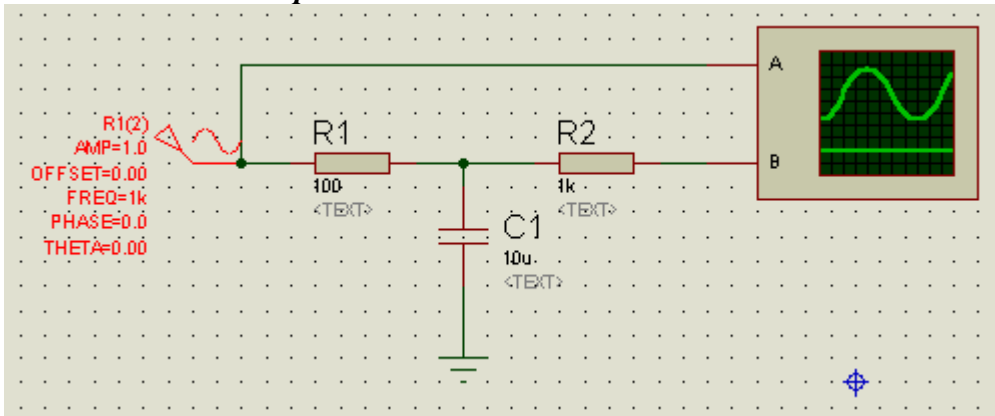 R1(2)
AMP=1.0
OFFSET=0.00
FREQ=1k
PHASE=0.0
THETA=0.00
R1
100
<TEXT>
R2
1k
<TEXT>
C1
10u
<TEXT>
A
B